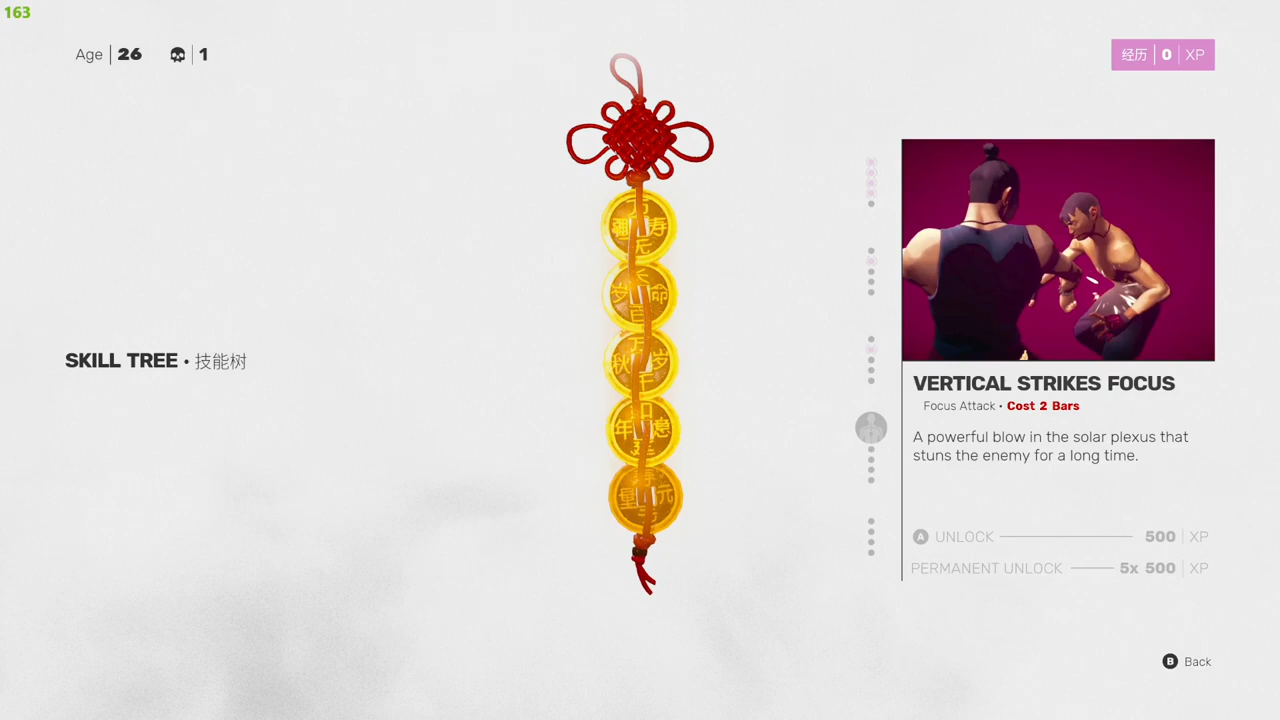 163
Age 26 1
经历 0 XP
SKILL TREE • 技能树
VERTICAL STRIKES FOCUS
Focus Attack • Cost 2 Bars
A powerful blow in the solar plexus that
stuns the enemy for a long time.
A UNLOCK 500 XP
PERMANENT UNLOCK 5x 500 XP
B Back